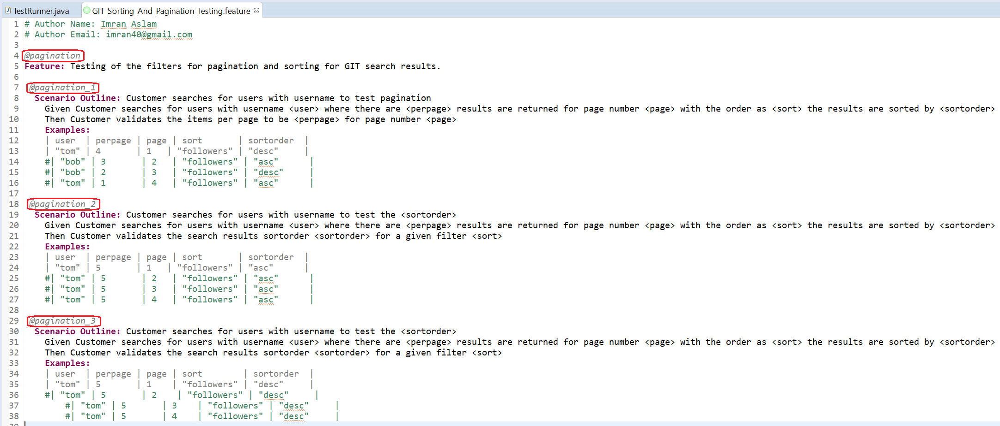 TestRunner.java GIT_Sorting_And_Pagination_Testing.feature
1 # Author Name: Imran Aslam
2 # Author Email: imran40@gmail.com
3
4 @pagination
5 Feature: Testing of the filters for pagination and sorting for GIT search results.
6
7 @pagination_1
8 Scenario Outline: Customer searches for users with username to test pagination
9 Given Customer searches for users with username <user> where there are <perpage> results are returned for page number <page> with the order as <sort> the results are sorted by <sortorder>
10 Then Customer validates the items per page to be <perpage> for page number <page>
11 Examples:
12 | user | perpage | page | sort | sortorder |
13 | "tom" | 4 | 1 | "followers" | "desc" |
14 #| "bob" | 3 | 2 | "followers" | "asc" |
15 #| "bob" | 2 | 3 | "followers" | "desc" |
16 #| "tom" | 1 | 4 | "followers" | "asc" |
17
18 @pagination_2
19 Scenario Outline: Customer searches for users with username to test the <sortorder>
20 Given Customer searches for users with username <user> where there are <perpage> results are returned for page number <page> with the order as <sort> the results are sorted by <sortorder>
21 Then Customer validates the search results sortorder <sortorder> for a given filter <sort>
22 Examples:
23 | user | perpage | page | sort | sortorder |
24 | "tom" | 5 | 1 | "followers" | "asc" |
25 #| "tom" | 5 | 2 | "followers" | "asc" |
26 #| "tom" | 5 | 3 | "followers" | "asc" |
27 #| "tom" | 5 | 4 | "followers" | "asc" |
28
29 @pagination_3
30 Scenario Outline: Customer searches for users with username to test the <sortorder>
31 Given Customer searches for users with username <user> where there are <perpage> results are returned for page number <page> with the order as <sort> the results are sorted by <sortorder>
32 Then Customer validates the search results sortorder <sortorder> for a given filter <sort>
33 Examples:
34 | user | perpage | page | sort | sortorder |
35 | "tom" | 5 | 1 | "followers" | "desc" |
36 #| "tom" | 5 | 2 | "followers" | "desc" |
37 #| "tom" | 5 | 3 | "followers" | "desc" |
38 #| "tom" | 5 | 4 | "followers" | "desc" |
39